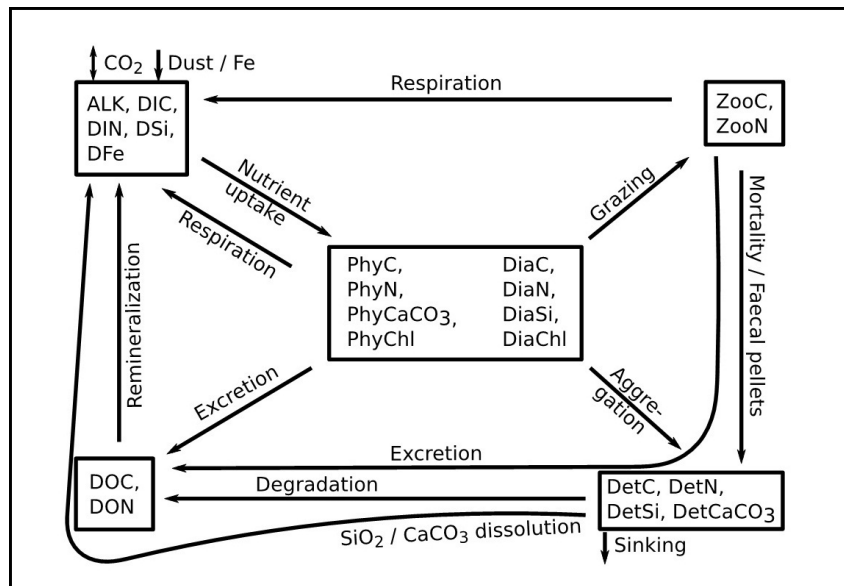 CO2
Dust / Fe
Respiration
ALK, DIC,
DIN, DSi,
DFe
ZooC,
ZooN
Nutrient
uptake
Respiration
Grazing
Mortality / Faecal pellets
PhyC,
PhyN,
PhyCaCO3,
PhyChl
DiaC,
DiaN,
DiaSi,
DiaChl
Remineralization
Excretion
Aggre-
gation
Excretion
DOC,
DON
Degradation
DetC, DetN,
DetSi, DetCaCO3
SiO2 / CaCO3 dissolution
Sinking